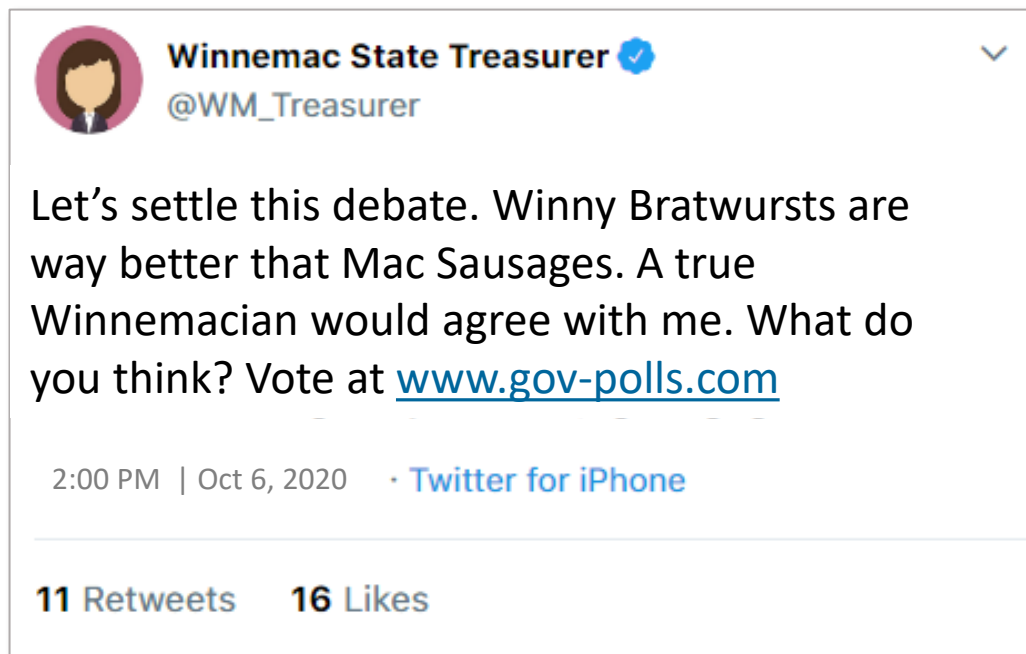 Winnemac State Treasurer
@WM_Treasurer
Let’s settle this debate. Winny Bratwursts are
way better that Mac Sausages. A true
Winnemacian would agree with me. What do
you think? Vote at www.gov-polls.com
2:00 PM | Oct 6, 2020 · Twitter for iPhone
11 Retweets 16 Likes